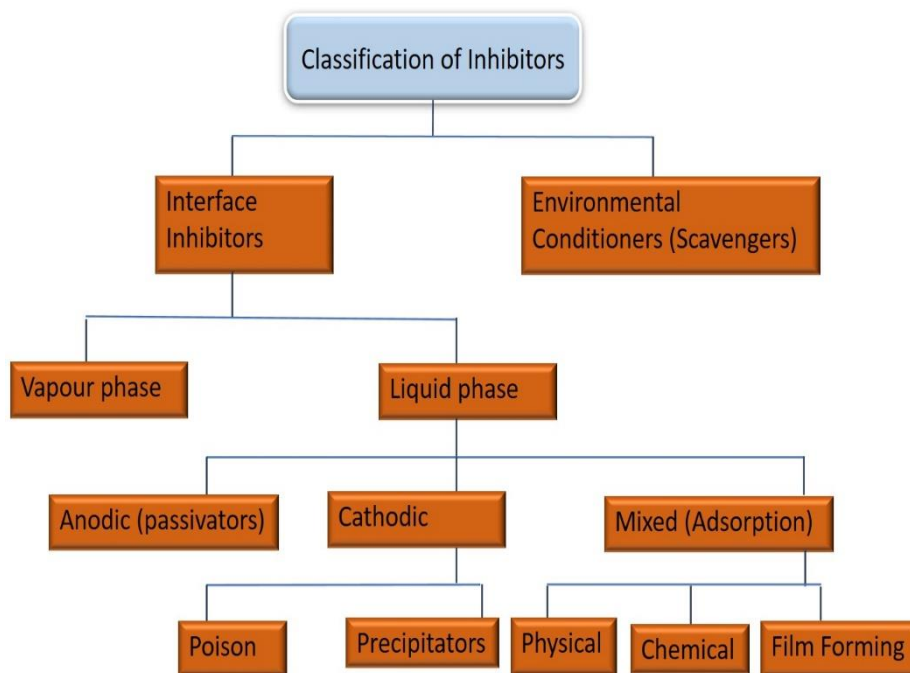 Classification of Inhibitors
Interface
Inhibitors
Environmental
Conditioners (Scavengers)
Vapour phase
Liquid phase
Anodic (passivators)
Cathodic
Mixed (Adsorption)
Poison
Precipitators
Physical
Chemical
Film Forming